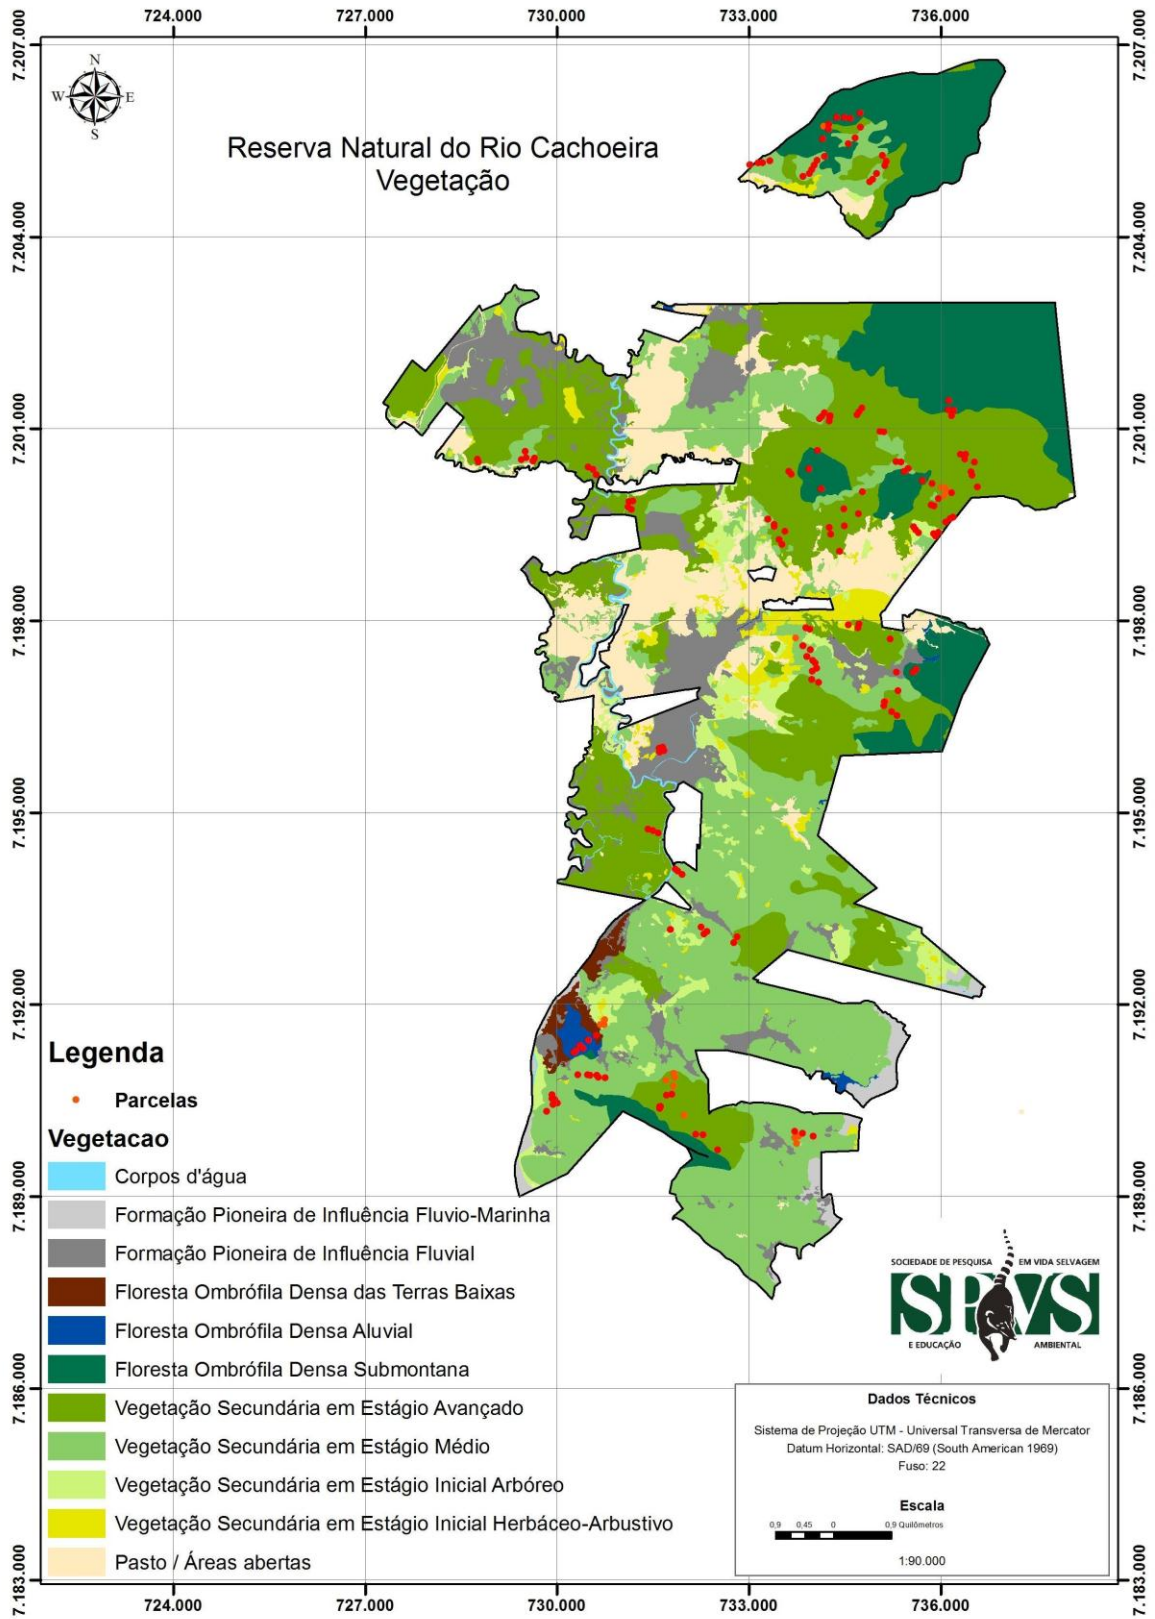 724.000
727.000
730.000
733.000
736.000
7.207.000
7.207.000
N
W
E
S
Reserva Natural do Rio Cachoeira
Vegetação
7.204.000
7.204.000
7.201.000
7.201.000
7.198.000
7.198.000
7.195.000
7.195.000
7.192.000
7.192.000
Legenda
Parcelas
Vegetacao
Corpos d'água
Formação Pioneira de Influência Fluvio-Marinha
Formação Pioneira de Influência Fluvial
Floresta Ombrófila Densa das Terras Baixas
Floresta Ombrófila Densa Aluvial
Floresta Ombrófila Densa Submontana
Vegetação Secundária em Estágio Avançado
Vegetação Secundária em Estágio Médio
Vegetação Secundária em Estágio Inicial Arbóreo
Vegetação Secundária em Estágio Inicial Herbáceo-Arbustivo
Pasto / Áreas abertas
7.189.000
7.189.000
SOCIEDADE DE PESQUISA EM VIDA SELVAGEM
SPVS
E EDUCAÇÃO AMBIENTAL
7.186.000
7.186.000
Dados Técnicos
Sistema de Projeção UTM - Universal Transversa de Mercator
Datum Horizontal: SAD/69 (South American 1969)
Fuso: 22
Escala
0,9 0,45 0 0,9 Quilômetros
1:90.000
7.183.000
7.183.000
724.000
727.000
730.000
733.000
736.000